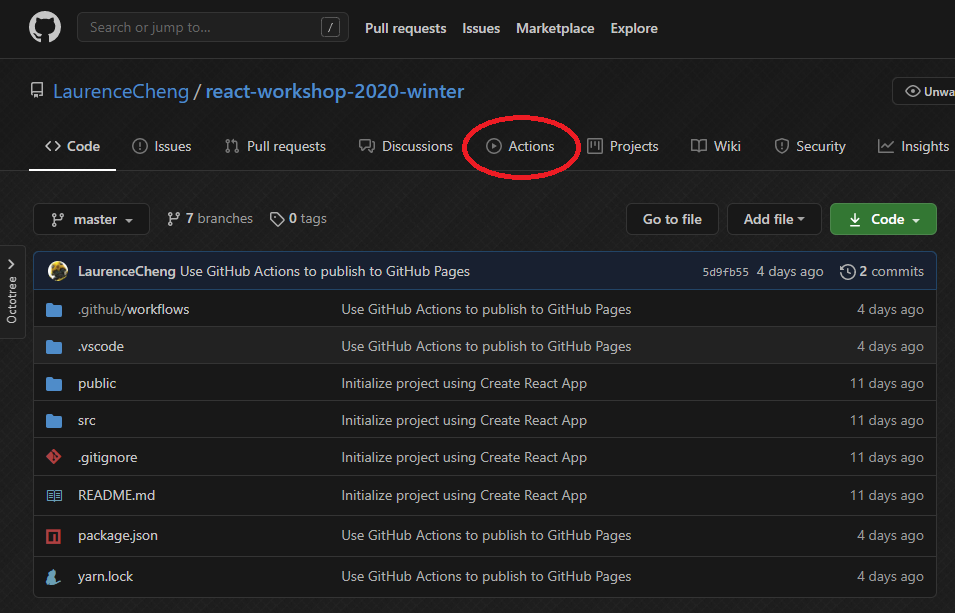 Search or jump to… /
Pull requests Issues Marketplace Explore
LaurenceCheng / react-workshop-2020-winter
Unwa
Code Issues Pull requests Discussions Actions Projects Wiki Security Insights
master 7 branches 0 tags Go to file Add file Code
Octotree
LaurenceCheng Use GitHub Actions to publish to GitHub Pages 5d9fb55 4 days ago 2 commits
.github/workflows Use GitHub Actions to publish to GitHub Pages 4 days ago
.vscode Use GitHub Actions to publish to GitHub Pages 4 days ago
public Initialize project using Create React App 11 days ago
src Initialize project using Create React App 11 days ago
.gitignore Initialize project using Create React App 11 days ago
README.md Initialize project using Create React App 11 days ago
package.json Use GitHub Actions to publish to GitHub Pages 4 days ago
yarn.lock Use GitHub Actions to publish to GitHub Pages 4 days ago